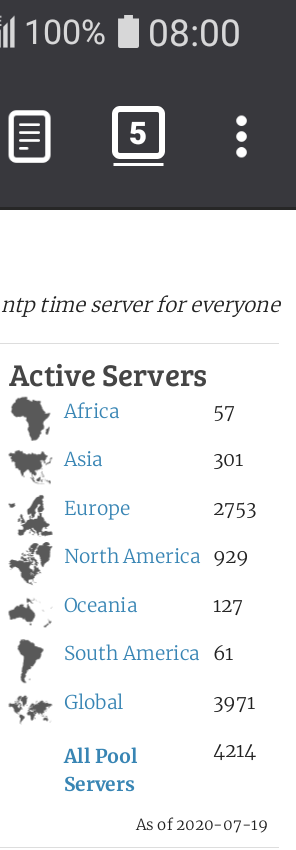 100% 08:00
5
ntp time server for everyone
Active Servers
Africa 57
Asia 301
Europe 2753
North America 929
Oceania 127
South America 61
Global 3971
All Pool 4214
Servers
As of 2020-07-19